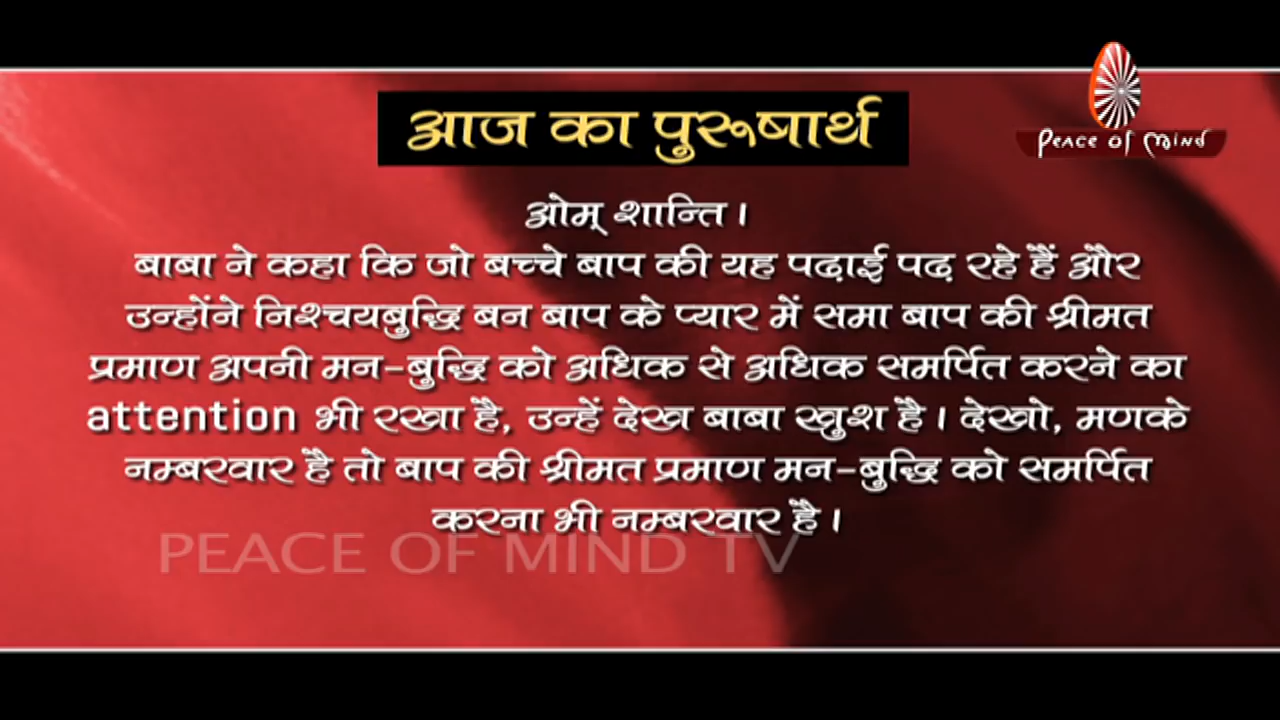 आज का पुरूषार्थ
Peace of Mind
ओम् शान्ति ।
बाबा ने कहा कि जो बच्चे बाप की यह पढ़ाई पढ़ रहे हैं और
उन्होंने निश्चयबुद्धि बन बाप के प्यार में समा बाप की श्रीमत
प्रमाण अपनी मन-बुद्धि को अधिक से अधिक समर्पित करने का
attention भी रखा है, उन्हें देख बाबा खुश है । देखो, मणके
नम्बरवार है तो बाप की श्रीमत प्रमाण मन-बुद्धि को समर्पित
करना भी नम्बरवार है ।
PEACE OF MIND TV